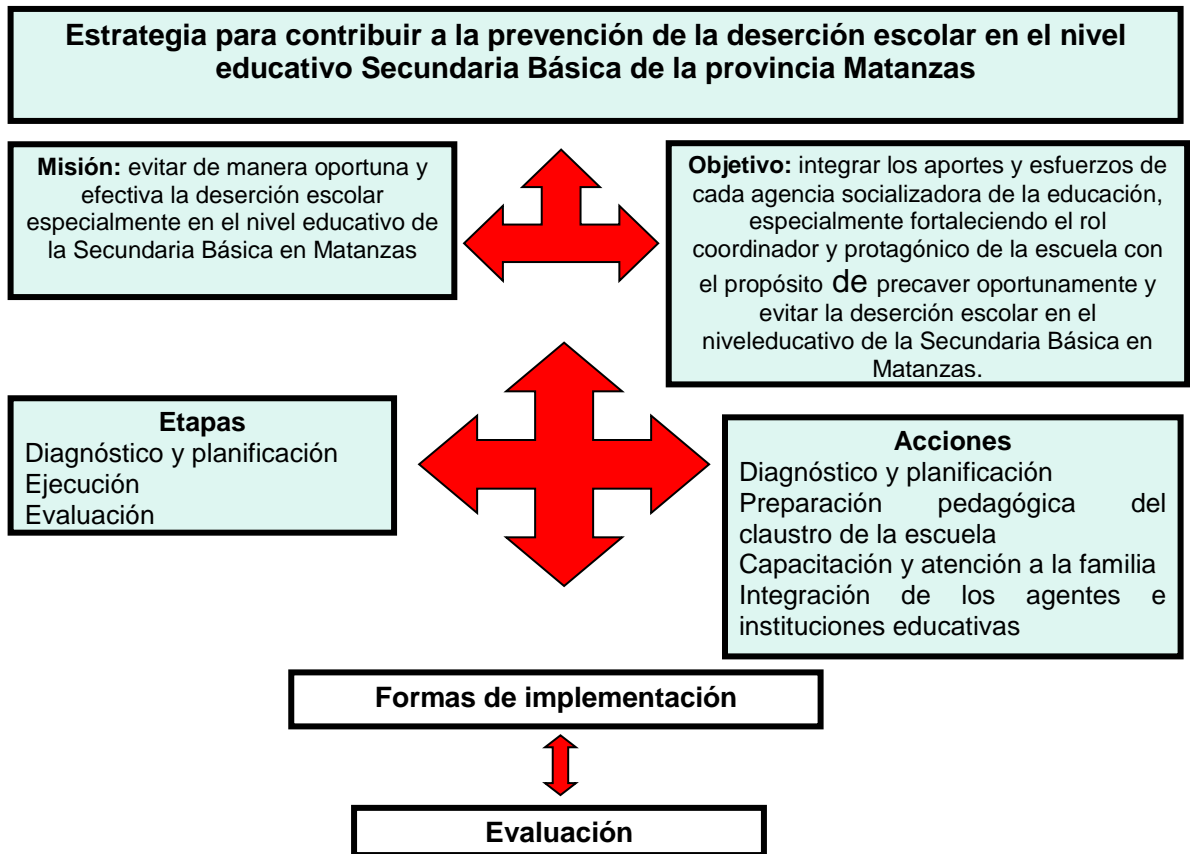 Estrategia para contribuir a la prevención de la deserción escolar en el nivel
educativo Secundaria Básica de la provincia Matanzas
Misión: evitar de manera oportuna y
efectiva la deserción escolar
especialmente en el nivel educativo de
la Secundaria Básica en Matanzas
Objetivo: integrar los aportes y esfuerzos de
cada agencia socializadora de la educación,
especialmente fortaleciendo el rol
coordinador y protagónico de la escuela con
el propósito de precaver oportunamente y
evitar la deserción escolar en el
niveleducativo de la Secundaria Básica en
Matanzas.
Etapas
Diagnóstico y planificación
Ejecución
Evaluación
Acciones
Diagnóstico y planificación
Preparación pedagógica del
claustro de la escuela
Capacitación y atención a la familia
Integración de los agentes e
instituciones educativas
Formas de implementación
Evaluación